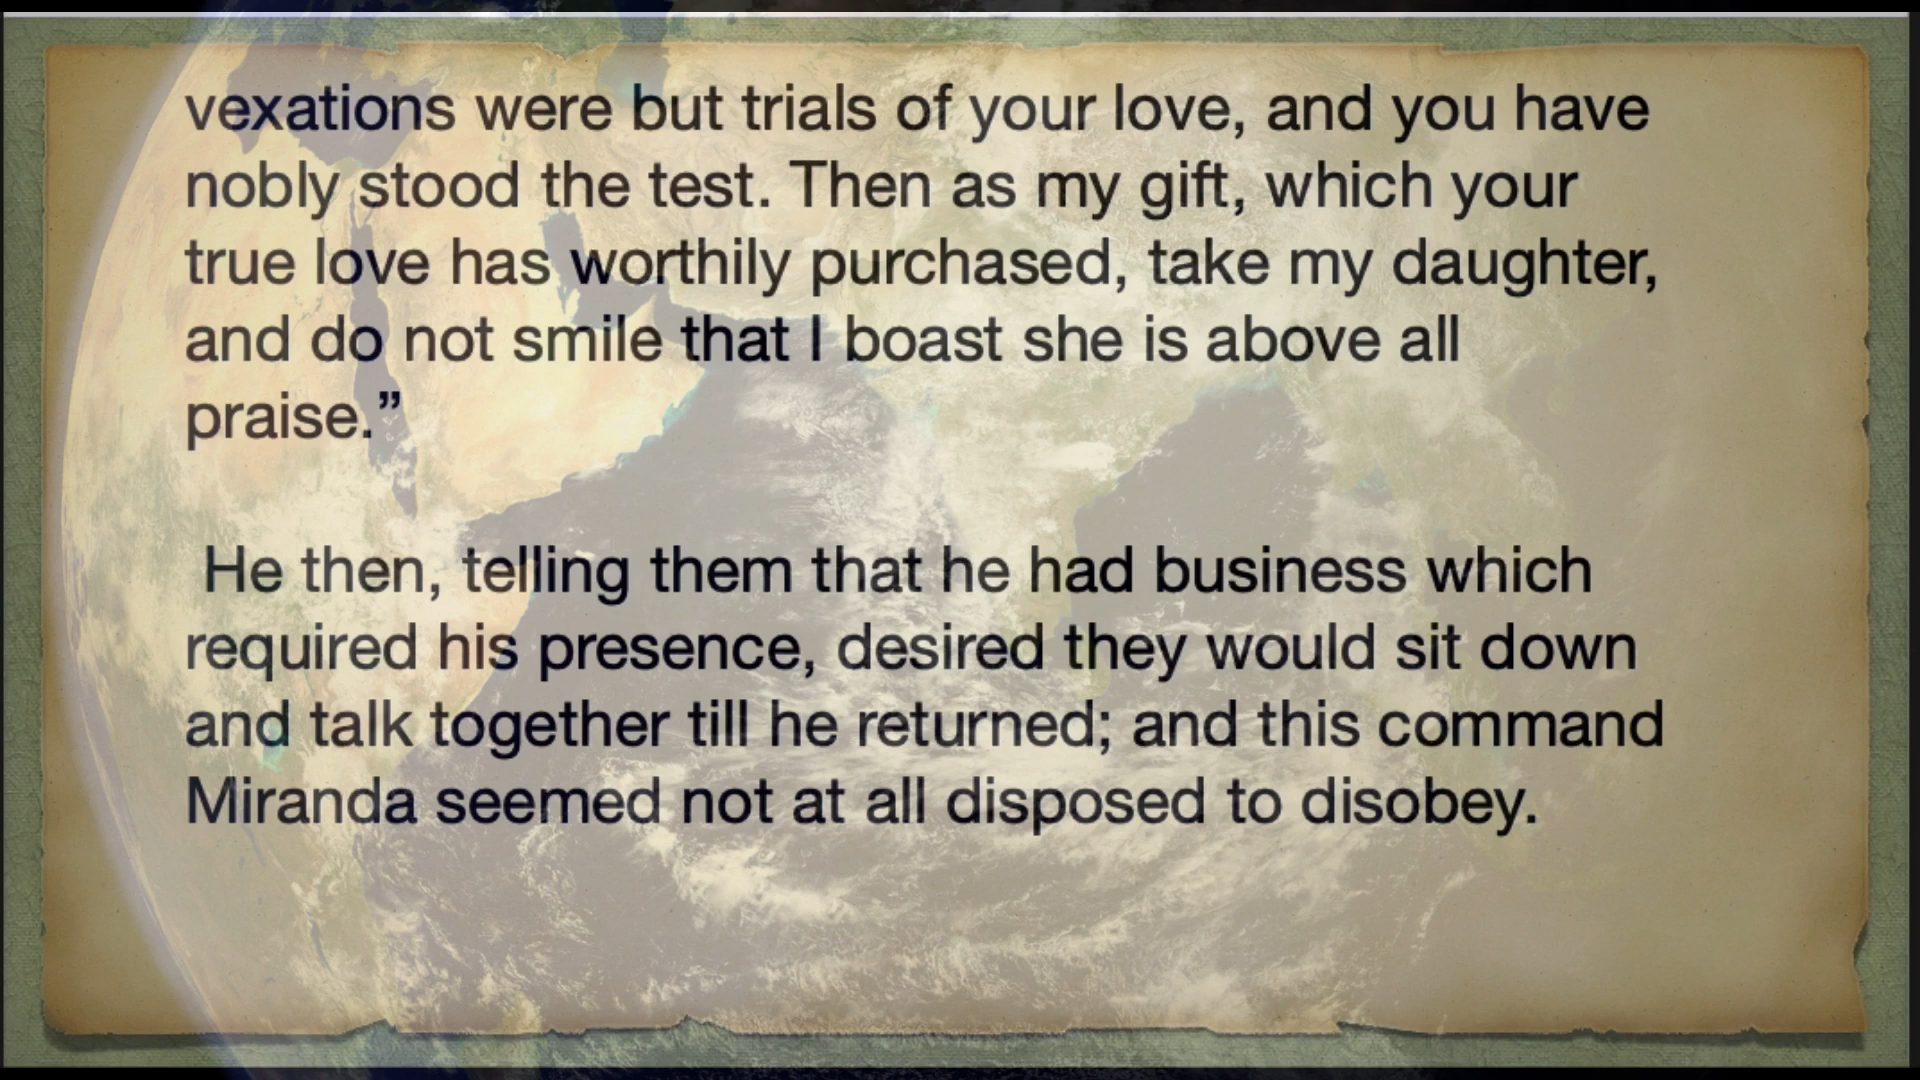 vexations were but trials of your love, and you have
nobly stood the test. Then as my gift, which your
true love has worthily purchased, take my daughter,
and do not smile that I boast she is above all
praise.”
He then, telling them that he had business which
required his presence, desired they would sit down
and talk together till he returned; and this command
Miranda seemed not at all disposed to disobey.